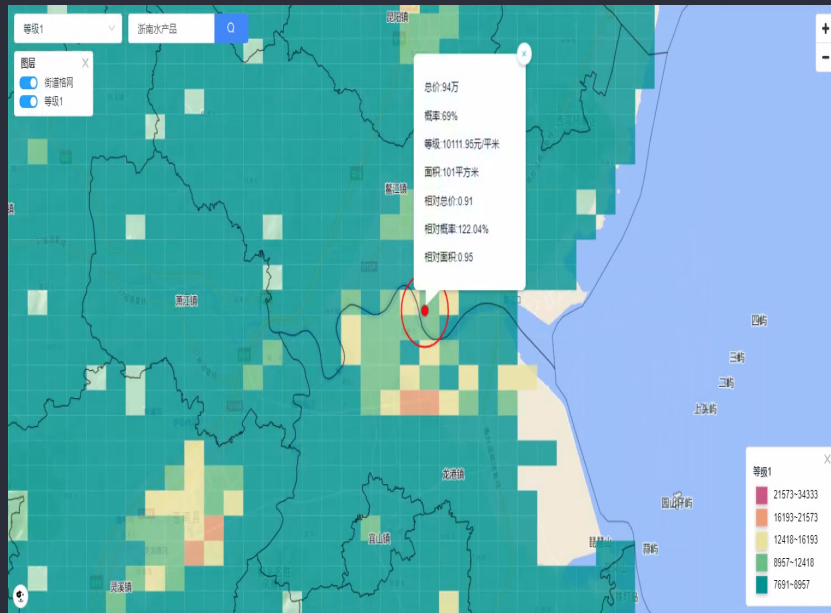 等级1
浙南水产品
图层
X
街道格网
等级1
昆阳镇
总价:94万
概率:69%
等级:10111.95元/平米
面积:101平方米
相对总价:0.91
相对概率:122.04%
相对面积:0.95
鳌江镇
镇
萧江镇
四屿
三屿
二屿
龙港镇
宜山镇
灵溪镇
琵琶山
蒜屿
X
等级1
21573~34333
16193~21573
12418~16193
8957~12418
7691~8957